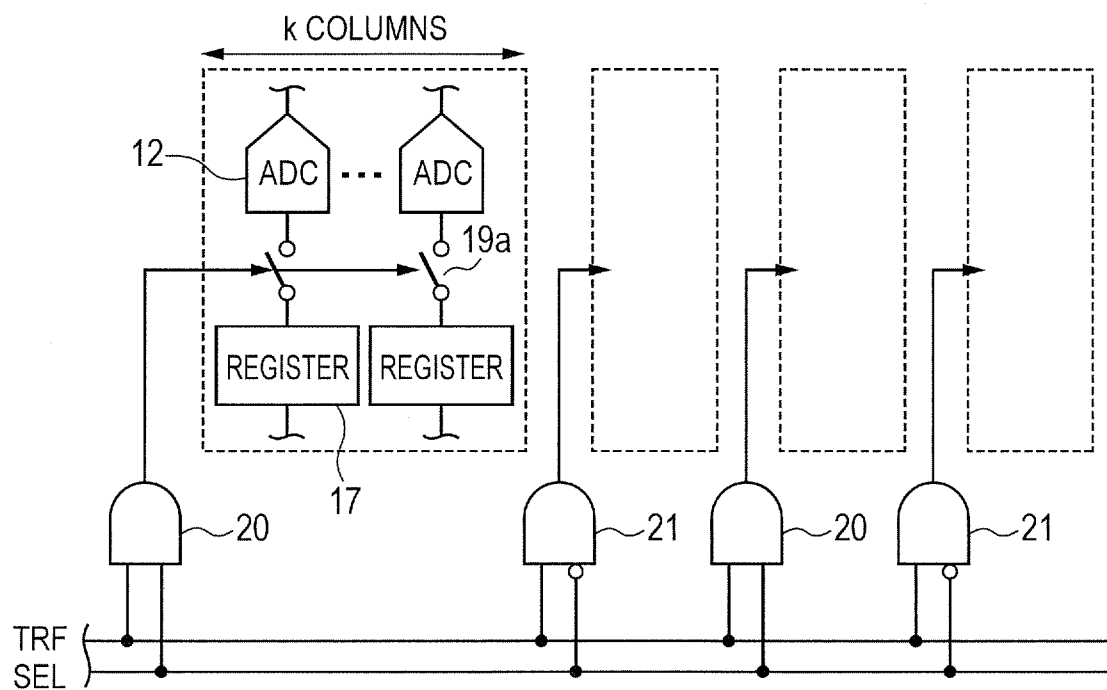 k COLUMNS
12
ADC ... ADC
19a
REGISTER REGISTER
17
20 21 20 21
TRF
SEL